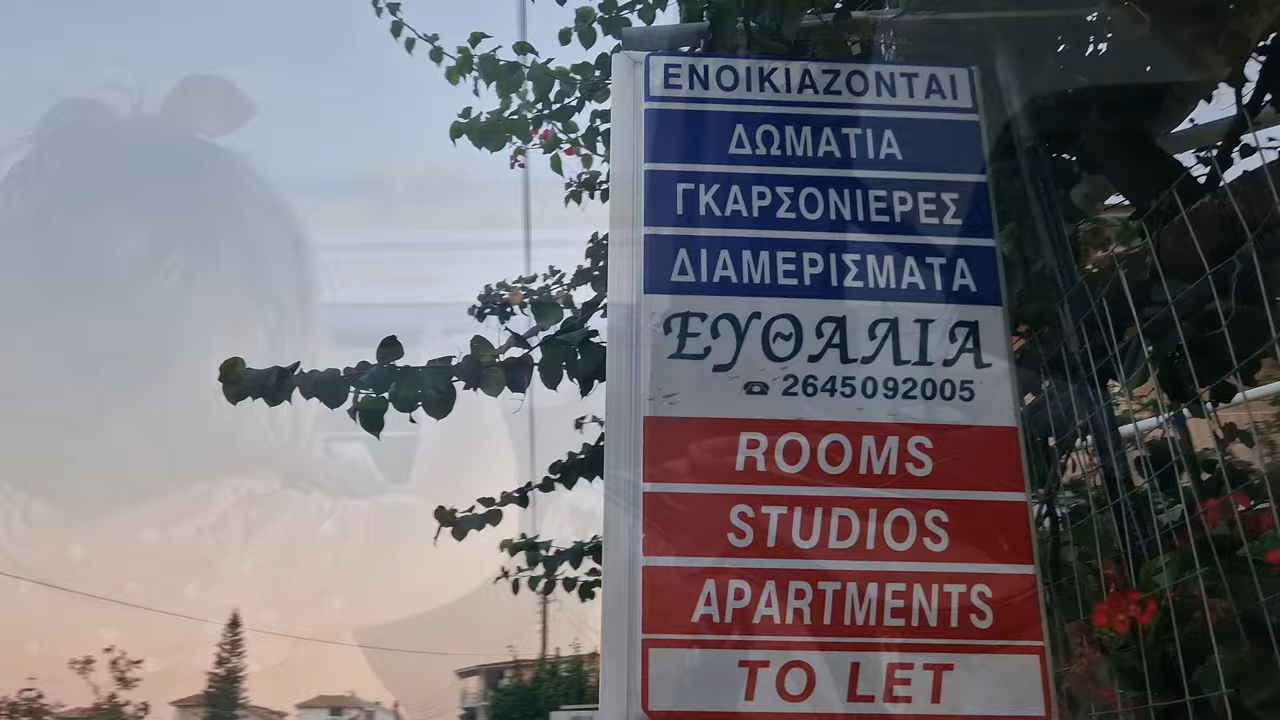 ΕΝΟΙΚΙΑΖΟΝΤΑΙ
ΔΩΜΑΤΙΑ
ΓΚΑΡΣΟΝΙΕΡΕΣ
ΔΙΑΜΕΡΙΣΜΑΤΑ
ΕΥΘΑΛΙΑ
☎ 2645092005
ROOMS
STUDIOS
APARTMENTS
TO LET